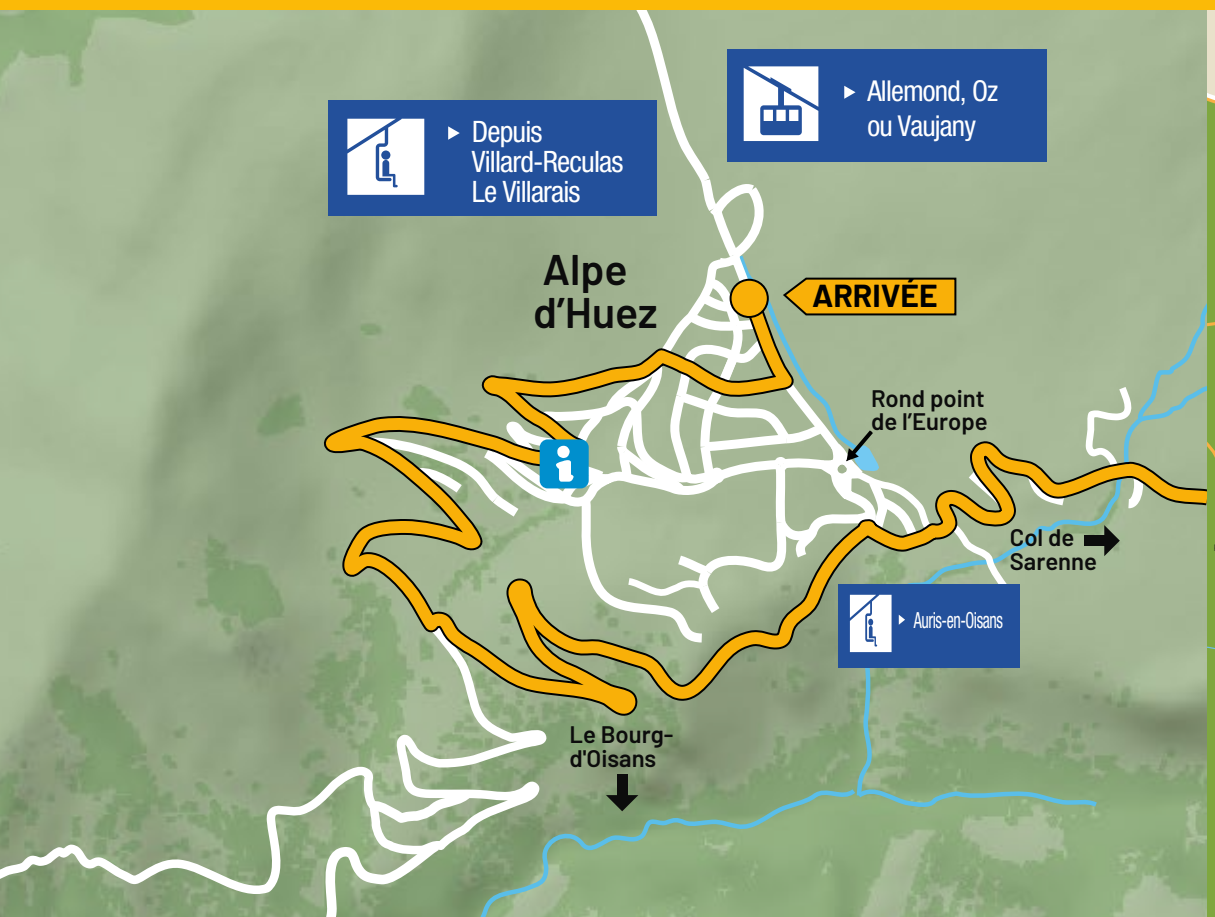 ▸ Allemond, Oz
ou Vaujany
▸ Depuis
Villard-Reculas
Le Villarais
Alpe
d'Huez
ARRIVÉE
Rond point
de l'Europe
Col de
Sarenne
▸ Auris-en-Oisans
Le Bourg-
d'Oisans